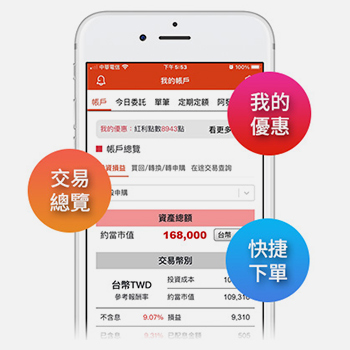 中華電信
下午5:53
100%
我的帳戶
帳戶 今日委託 單筆 定期定額
我的優惠：紅利點數8943點 看更多
帳戶總覽
損益 買回/轉換/轉申購 在途交易查詢
申購
資產總額
約當市值 168,000 台幣
交易幣別
台幣TWD
參考報酬率
投資成本
約當市值 109,310
不含息 9.07% 損益 9,310
我的
優惠
交易
總覽
快捷
下單